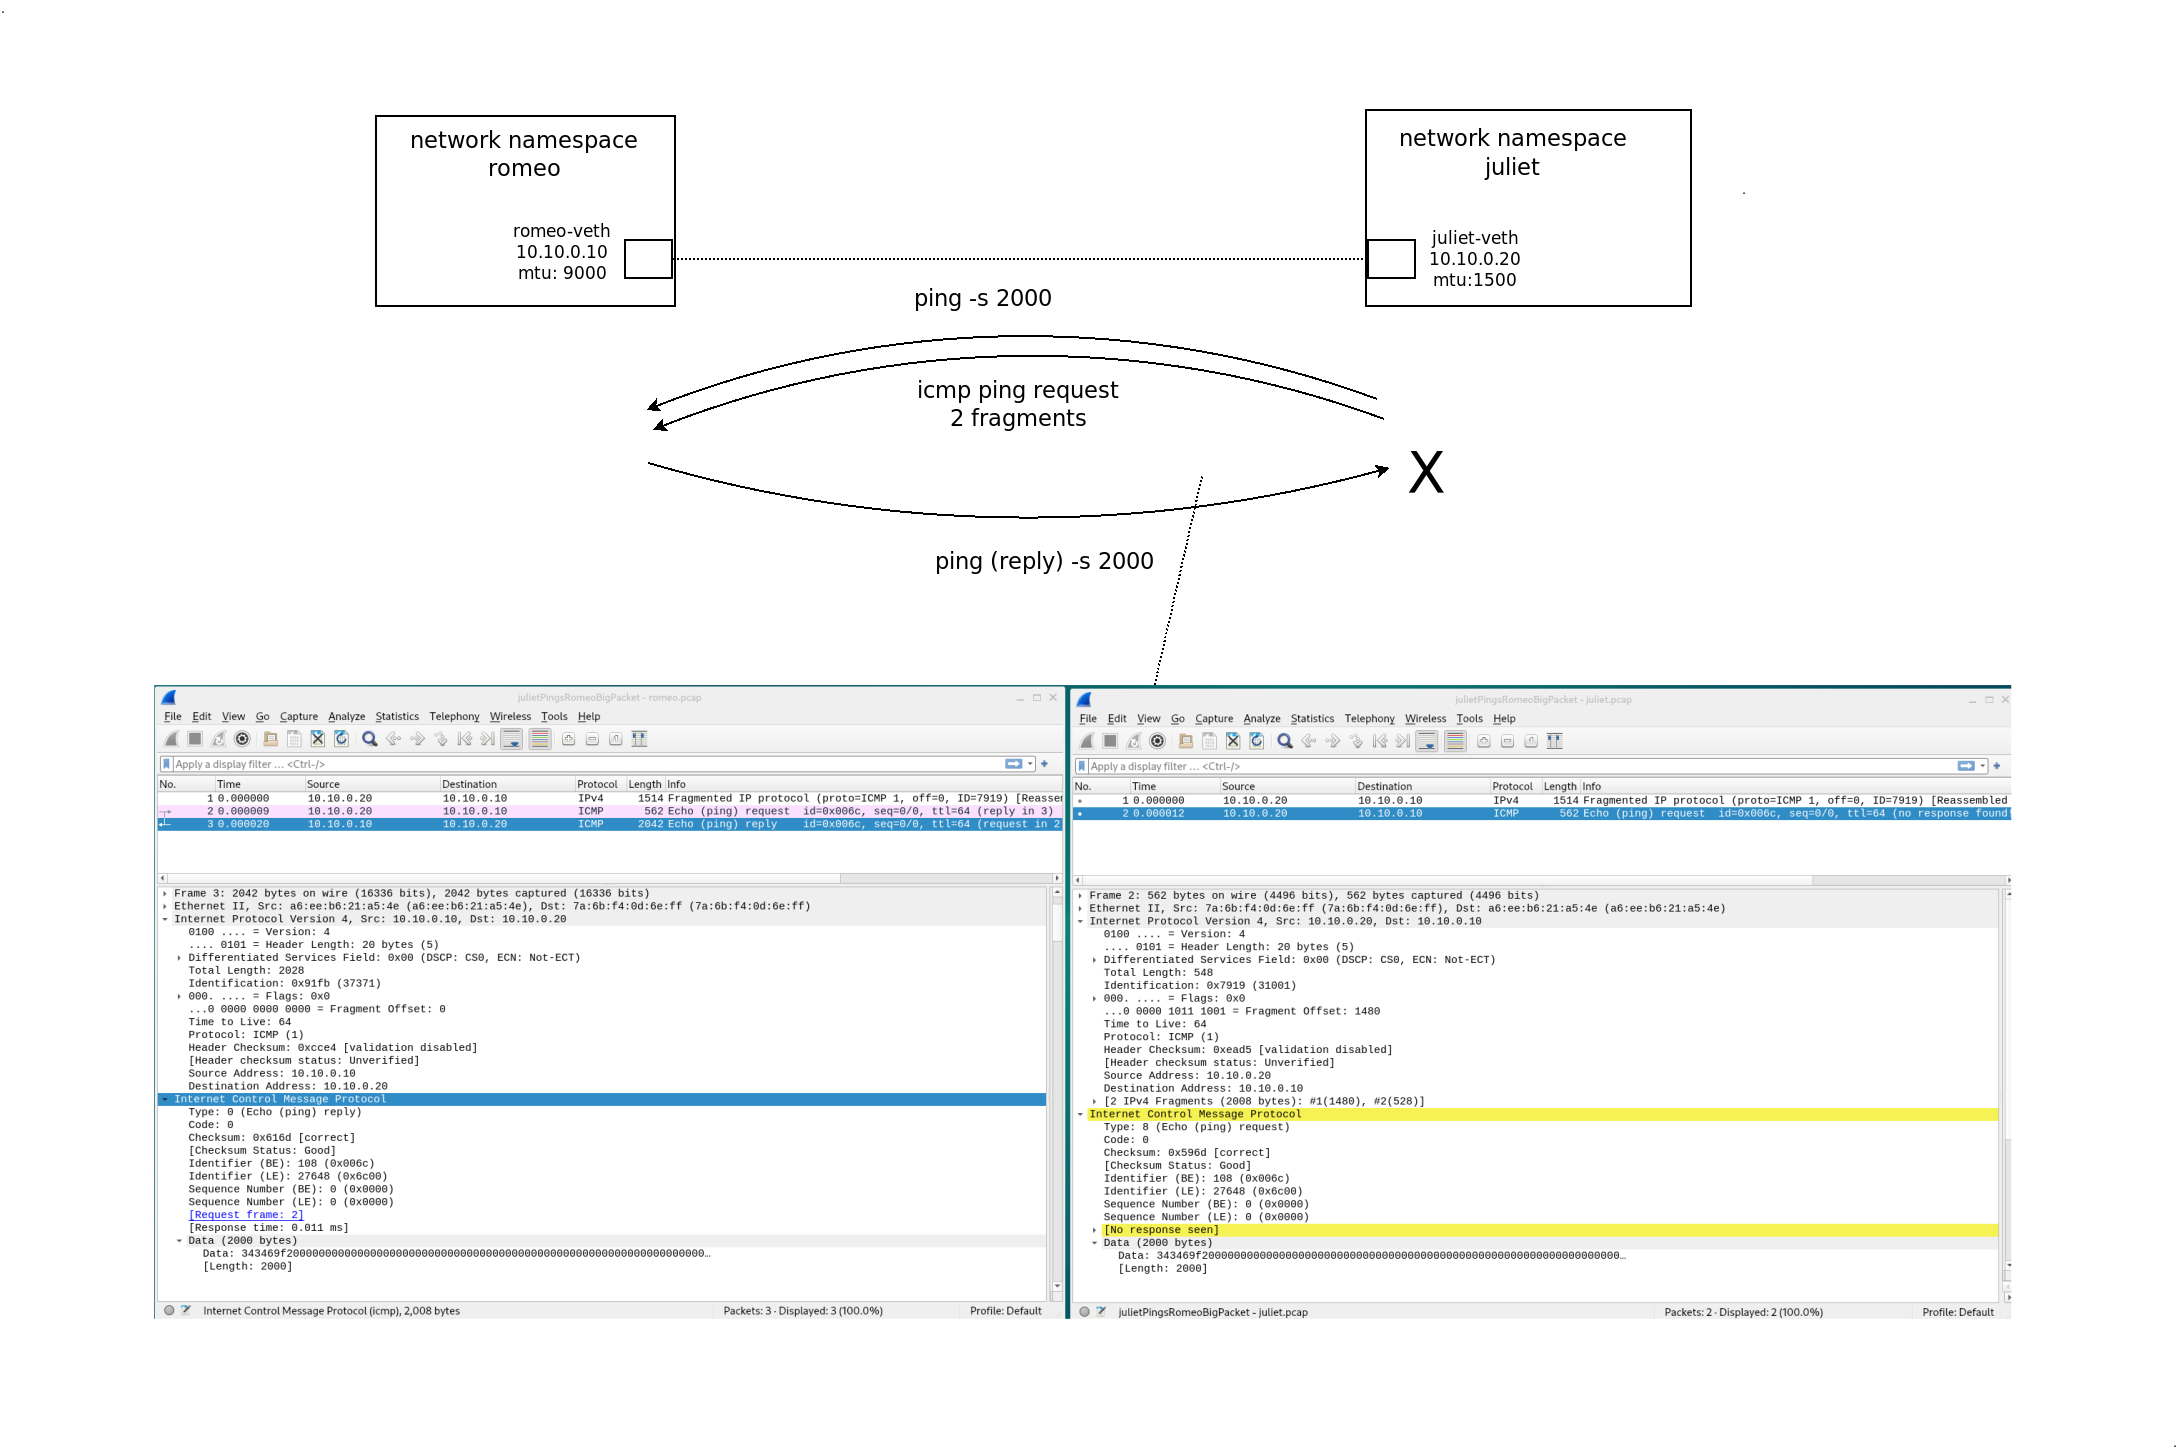 network namespace
romeo
romeo-veth
10.10.0.10
mtu: 9000
network namespace
juliet
juliet-veth
10.10.0.20
mtu:1500
ping -s 2000
icmp ping request
2 fragments
X
ping (reply) -s 2000
julietPingsRomeoBigPacket - romeo.pcap
File Edit View Go Capture Analyze Statistics Telephony Wireless Tools Help
Apply a display filter ... <Ctrl-/>
No. Time Source Destination Protocol Length Info
1 0.000000 10.10.0.20 10.10.0.10 IPv4 1514 Fragmented IP protocol (proto=ICMP 1, off=0, ID=7919) [Reasser
2 0.000009 10.10.0.20 10.10.0.10 ICMP 562 Echo (ping) request id=0x006c, seq=0/0, ttl=64 (reply in 3)
3 0.000020 10.10.0.10 10.10.0.20 ICMP 2042 Echo (ping) reply id=0x006c, seq=0/0, ttl=64 (request in 2
Frame 3: 2042 bytes on wire (16336 bits), 2042 bytes captured (16336 bits)
Ethernet II, Src: a6:ee:b6:21:a5:4e (a6:ee:b6:21:a5:4e), Dst: 7a:6b:f4:0d:6e:ff (7a:6b:f4:0d:6e:ff)
Internet Protocol Version 4, Src: 10.10.0.10, Dst: 10.10.0.20
0100 .... = Version: 4
.... 0101 = Header Length: 20 bytes (5)
Differentiated Services Field: 0x00 (DSCP: CS0, ECN: Not-ECT)
Total Length: 2028
Identification: 0x91fb (37371)
000. .... = Flags: 0x0
...0 0000 0000 0000 = Fragment Offset: 0
Time to Live: 64
Protocol: ICMP (1)
Header Checksum: 0xcce4 [validation disabled]
[Header checksum status: Unverified]
Source Address: 10.10.0.10
Destination Address: 10.10.0.20
Internet Control Message Protocol
Type: 0 (Echo (ping) reply)
Code: 0
Checksum: 0x616d [correct]
[Checksum Status: Good]
Identifier (BE): 108 (0x006c)
Identifier (LE): 27648 (0x6c00)
Sequence Number (BE): 0 (0x0000)
Sequence Number (LE): 0 (0x0000)
[Request frame: 2]
[Response time: 0.011 ms]
Data (2000 bytes)
Data: 343469f20000000000000000000000000000000000000000000000000000000000000000…
[Length: 2000]
Internet Control Message Protocol (icmp), 2,008 bytes Packets: 3 · Displayed: 3 (100.0%) Profile: Default
julietPingsRomeoBigPacket - juliet.pcap
File Edit View Go Capture Analyze Statistics Telephony Wireless Tools Help
Apply a display filter ... <Ctrl-/>
No. Time Source Destination Protocol Length Info
1 0.000000 10.10.0.20 10.10.0.10 IPv4 1514 Fragmented IP protocol (proto=ICMP 1, off=0, ID=7919) [Reassembled
2 0.000012 10.10.0.20 10.10.0.10 ICMP 562 Echo (ping) request id=0x006c, seq=0/0, ttl=64 (no response found
Frame 2: 562 bytes on wire (4496 bits), 562 bytes captured (4496 bits)
Ethernet II, Src: 7a:6b:f4:0d:6e:ff (7a:6b:f4:0d:6e:ff), Dst: a6:ee:b6:21:a5:4e (a6:ee:b6:21:a5:4e)
Internet Protocol Version 4, Src: 10.10.0.20, Dst: 10.10.0.10
0100 .... = Version: 4
.... 0101 = Header Length: 20 bytes (5)
Differentiated Services Field: 0x00 (DSCP: CS0, ECN: Not-ECT)
Total Length: 548
Identification: 0x7919 (31001)
000. .... = Flags: 0x0
...0 0000 1011 1001 = Fragment Offset: 1480
Time to Live: 64
Protocol: ICMP (1)
Header Checksum: 0xead5 [validation disabled]
[Header checksum status: Unverified]
Source Address: 10.10.0.20
Destination Address: 10.10.0.10
[2 IPv4 Fragments (2008 bytes): #1(1480), #2(528)]
Internet Control Message Protocol
Type: 8 (Echo (ping) request)
Code: 0
Checksum: 0x596d [correct]
[Checksum Status: Good]
Identifier (BE): 108 (0x006c)
Identifier (LE): 27648 (0x6c00)
Sequence Number (BE): 0 (0x0000)
Sequence Number (LE): 0 (0x0000)
[No response seen]
Data (2000 bytes)
Data: 343469f20000000000000000000000000000000000000000000000000000000000000000…
[Length: 2000]
julietPingsRomeoBigPacket - juliet.pcap Packets: 2 · Displayed: 2 (100.0%) Profile: Default